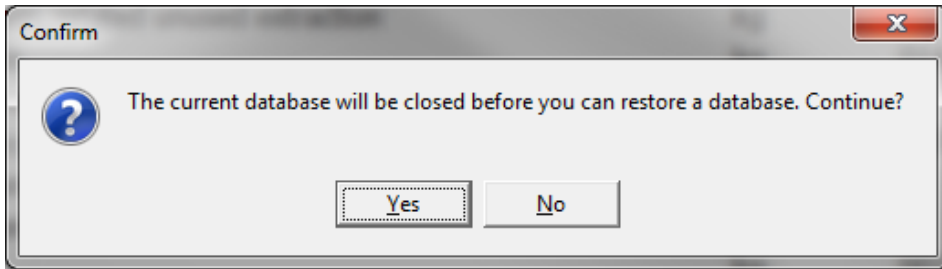 Confirm
The current database will be closed before you can restore a database. Continue?
Yes No